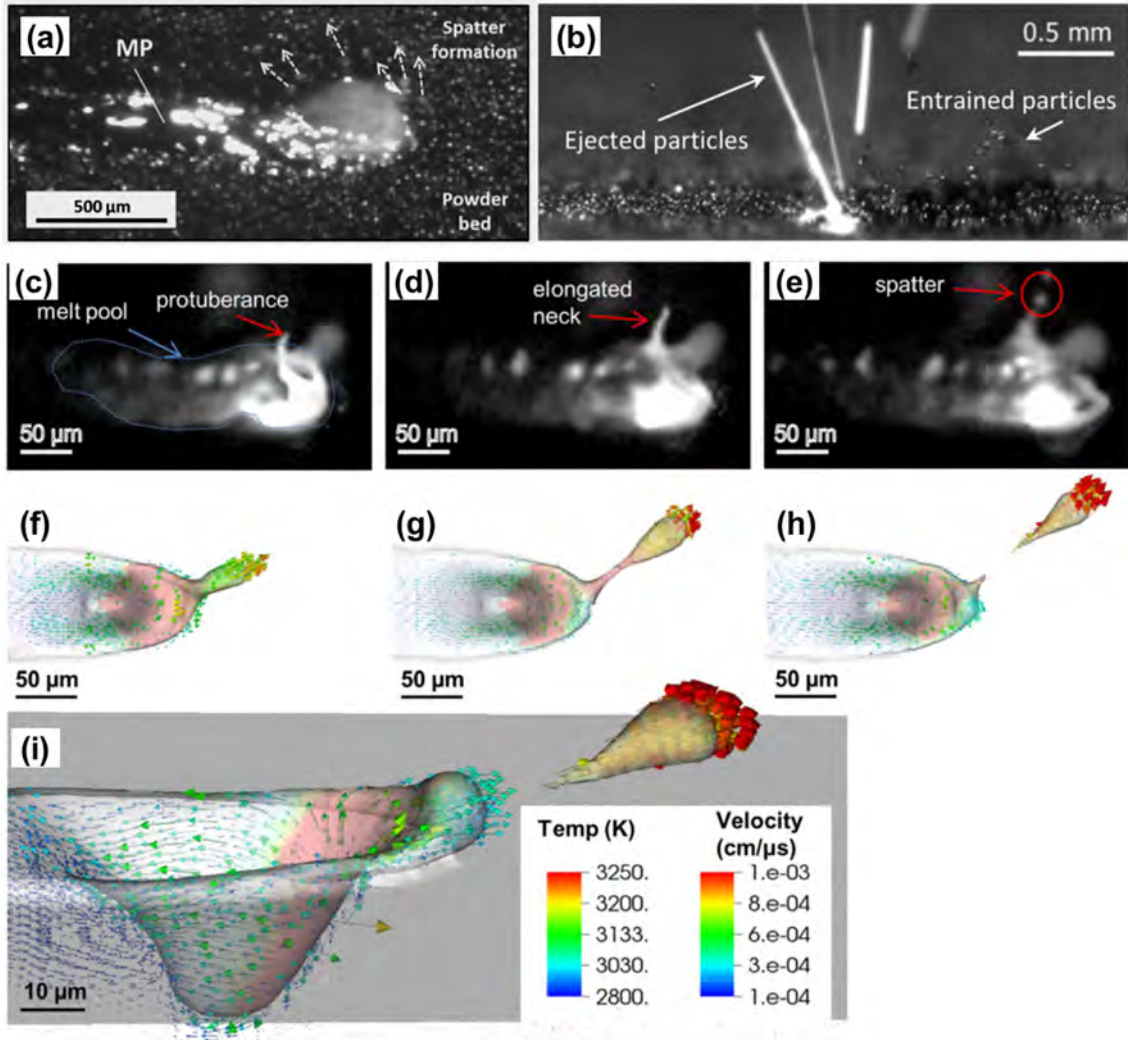 (a)
MP
Spatter
formation
500 µm
Powder
bed
(b)
0.5 mm
Ejected particles
Entrained particles
(c)
melt pool
protuberance
50 µm
(d)
elongated
neck
50 µm
(e)
spatter
50 µm
(f)
50 µm
(g)
50 µm
(h)
50 µm
(i)
10 µm
Temp (K)
3250.
3200.
3133.
3030.
2800.
Velocity
(cm/µs)
1.e-03
8.e-04
6.e-04
3.e-04
1.e-04